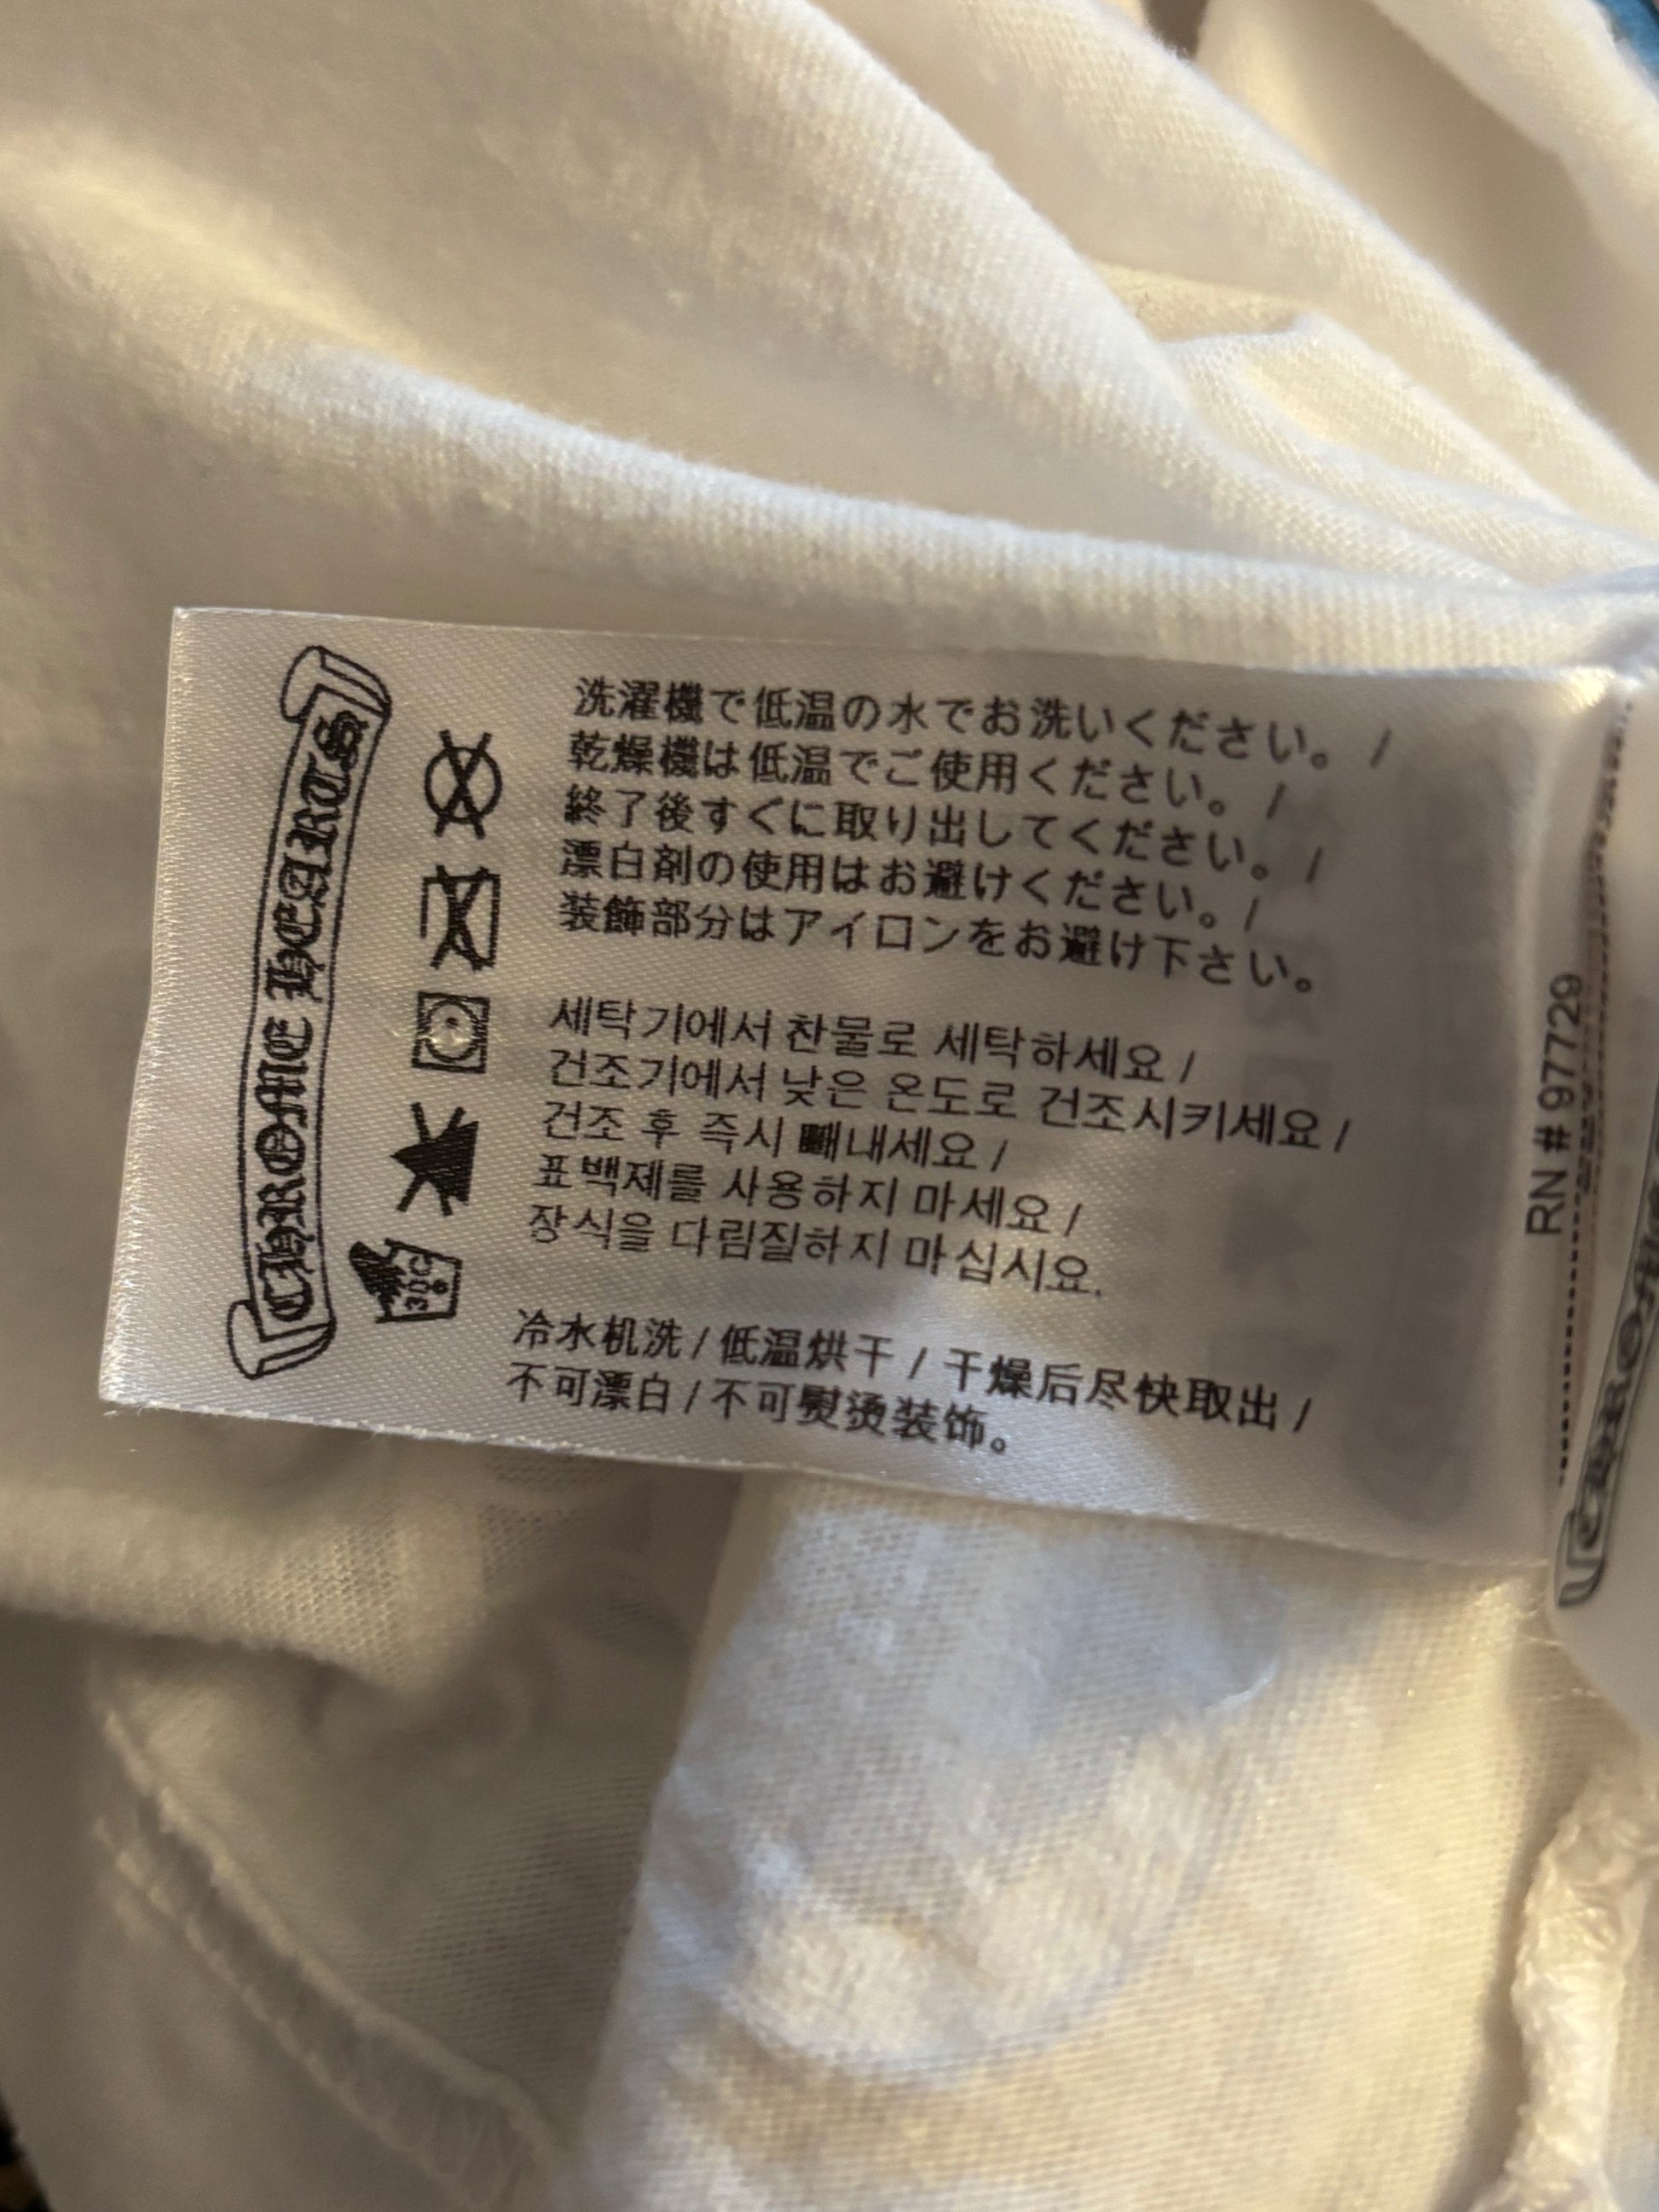 CHROME HEARTS
30C
洗濯機で低温の水でお洗いください。/
乾燥機は低温でご使用ください。/
終了後すぐに取り出してください。/
漂白剤の使用はお避けください。/
装飾部分はアイロンをお避け下さい。
세탁기에서 찬물로 세탁하세요 /
건조기에서 낮은 온도로 건조시키세요 /
건조 후 즉시 빼내세요 /
표백제를 사용하지 마세요 /
장식을 다림질하지 마십시요.
冷水机洗 / 低温烘干 / 干燥后尽快取出 /
不可漂白 / 不可熨烫装饰。
RN # 97729
CHROME